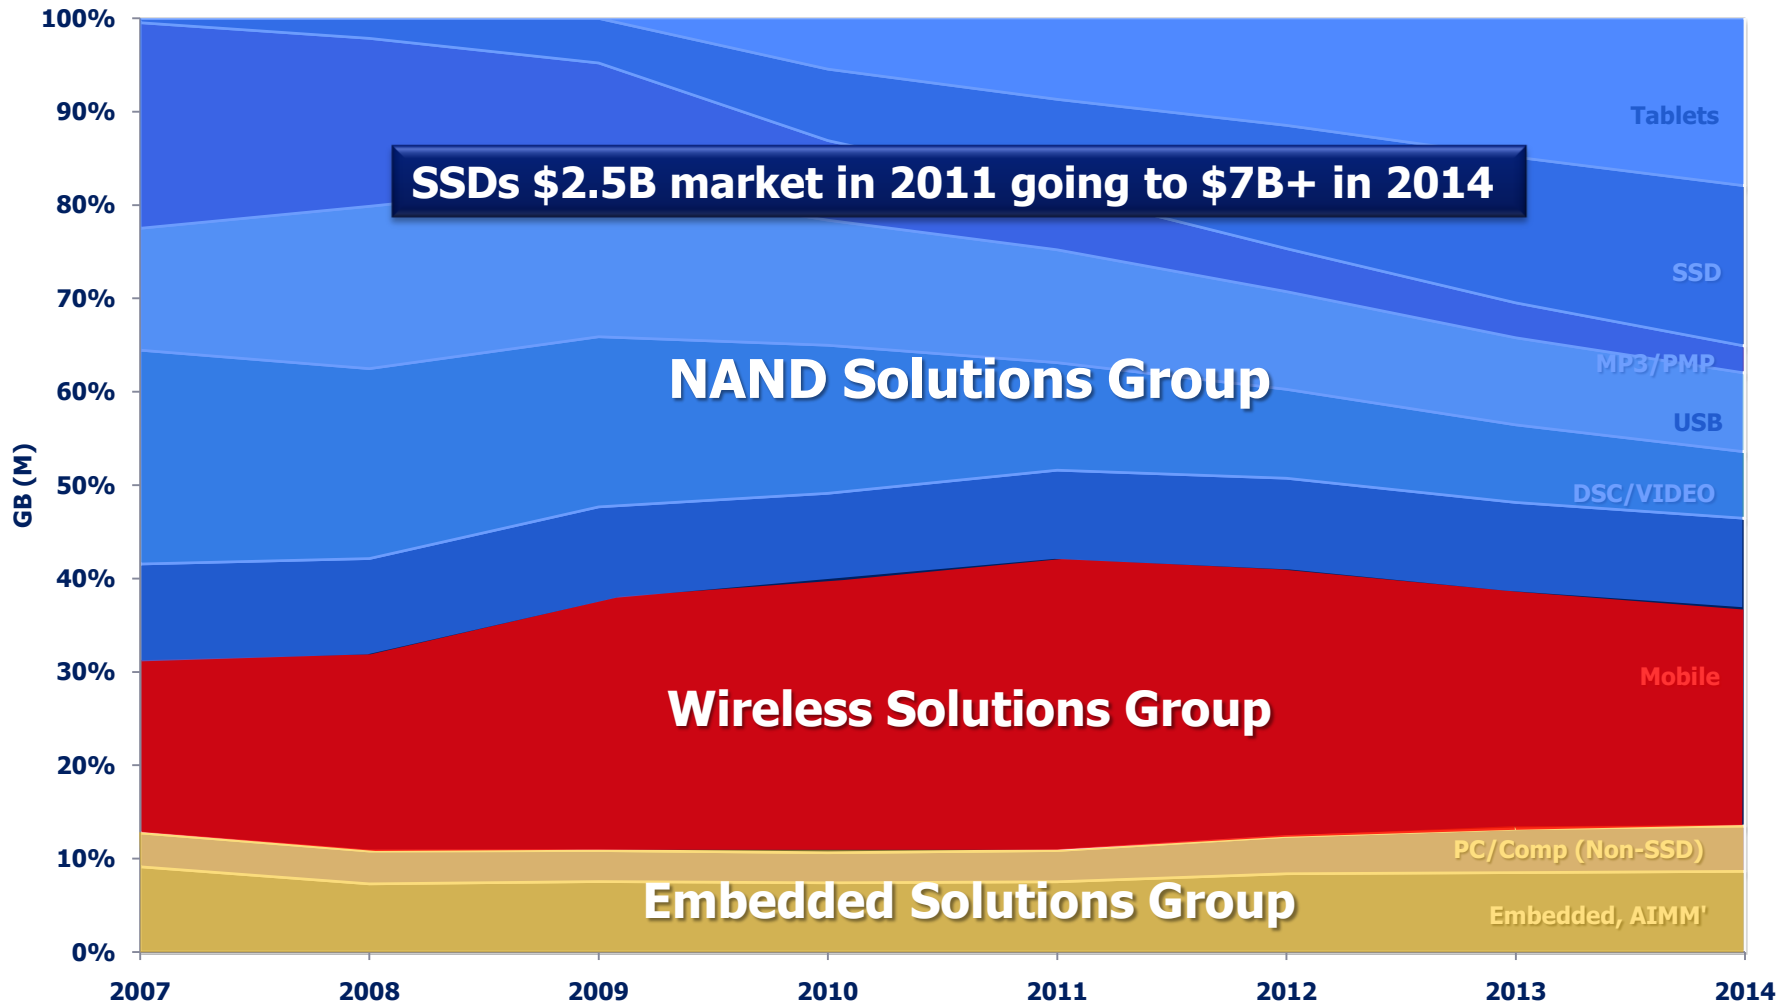 100%
90%
80%
70%
60%
50%
40%
30%
20%
10%
0%
GB (M)
SSDs $2.5B market in 2011 going to $7B+ in 2014
NAND Solutions Group
Wireless Solutions Group
Embedded Solutions Group
Tablets
SSD
MP3/PMP
USB
DSC/VIDEO
Mobile
PC/Comp (Non-SSD)
Embedded, AIMM'
2007 2008 2009 2010 2011 2012 2013 2014